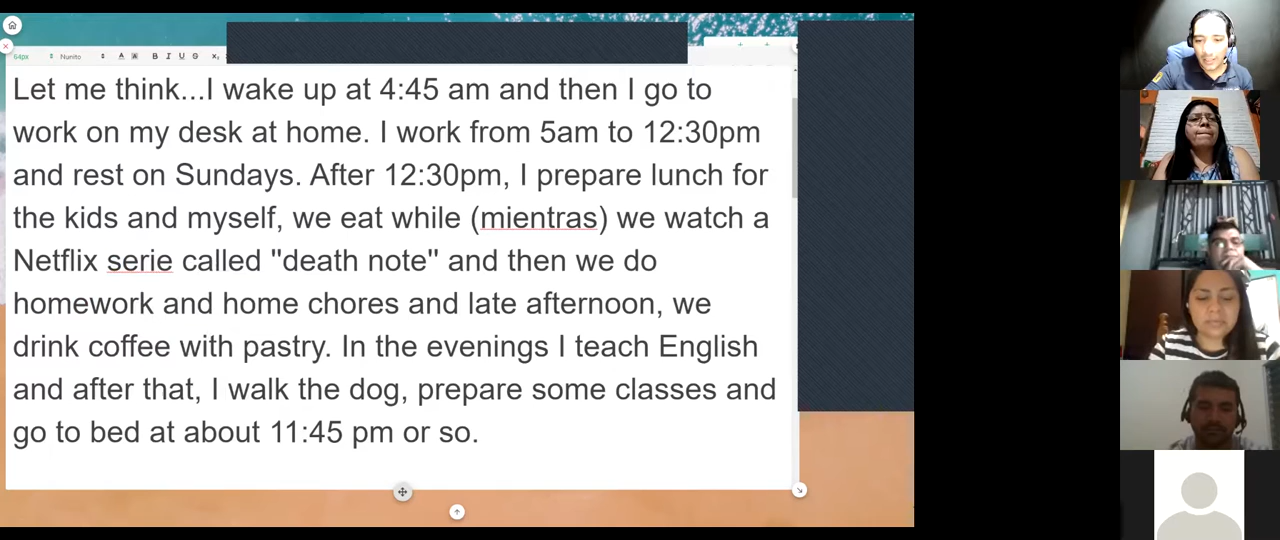 64px Nunito A A B I U S X₂
Let me think...I wake up at 4:45 am and then I go to
work on my desk at home. I work from 5am to 12:30pm
and rest on Sundays. After 12:30pm, I prepare lunch for
the kids and myself, we eat while (mientras) we watch a
Netflix serie called "death note" and then we do
homework and home chores and late afternoon, we
drink coffee with pastry. In the evenings I teach English
and after that, I walk the dog, prepare some classes and
go to bed at about 11:45 pm or so.